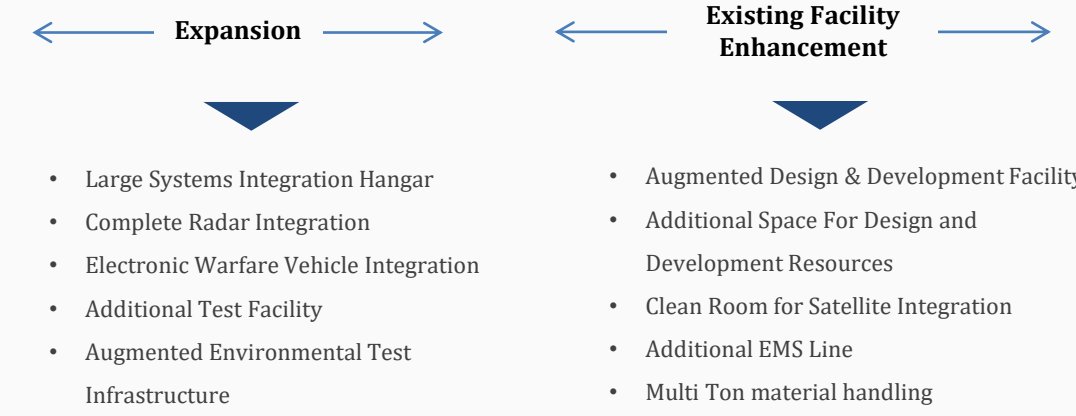 Expansion
• Large Systems Integration Hangar
• Complete Radar Integration
• Electronic Warfare Vehicle Integration
• Additional Test Facility
• Augmented Environmental Test
Infrastructure
Existing Facility
Enhancement
• Augmented Design & Development Facility
• Additional Space For Design and
Development Resources
• Clean Room for Satellite Integration
• Additional EMS Line
• Multi Ton material handling